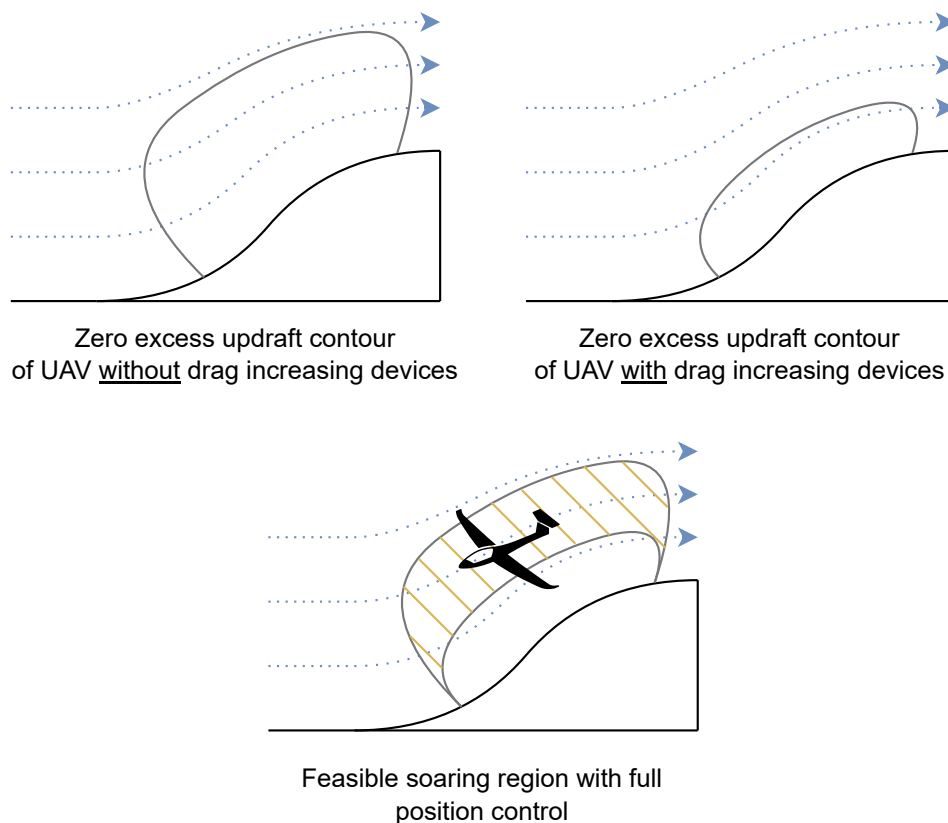 Zero excess updraft contour
of UAV without drag increasing devices
Zero excess updraft contour
of UAV with drag increasing devices
Feasible soaring region with full
position control